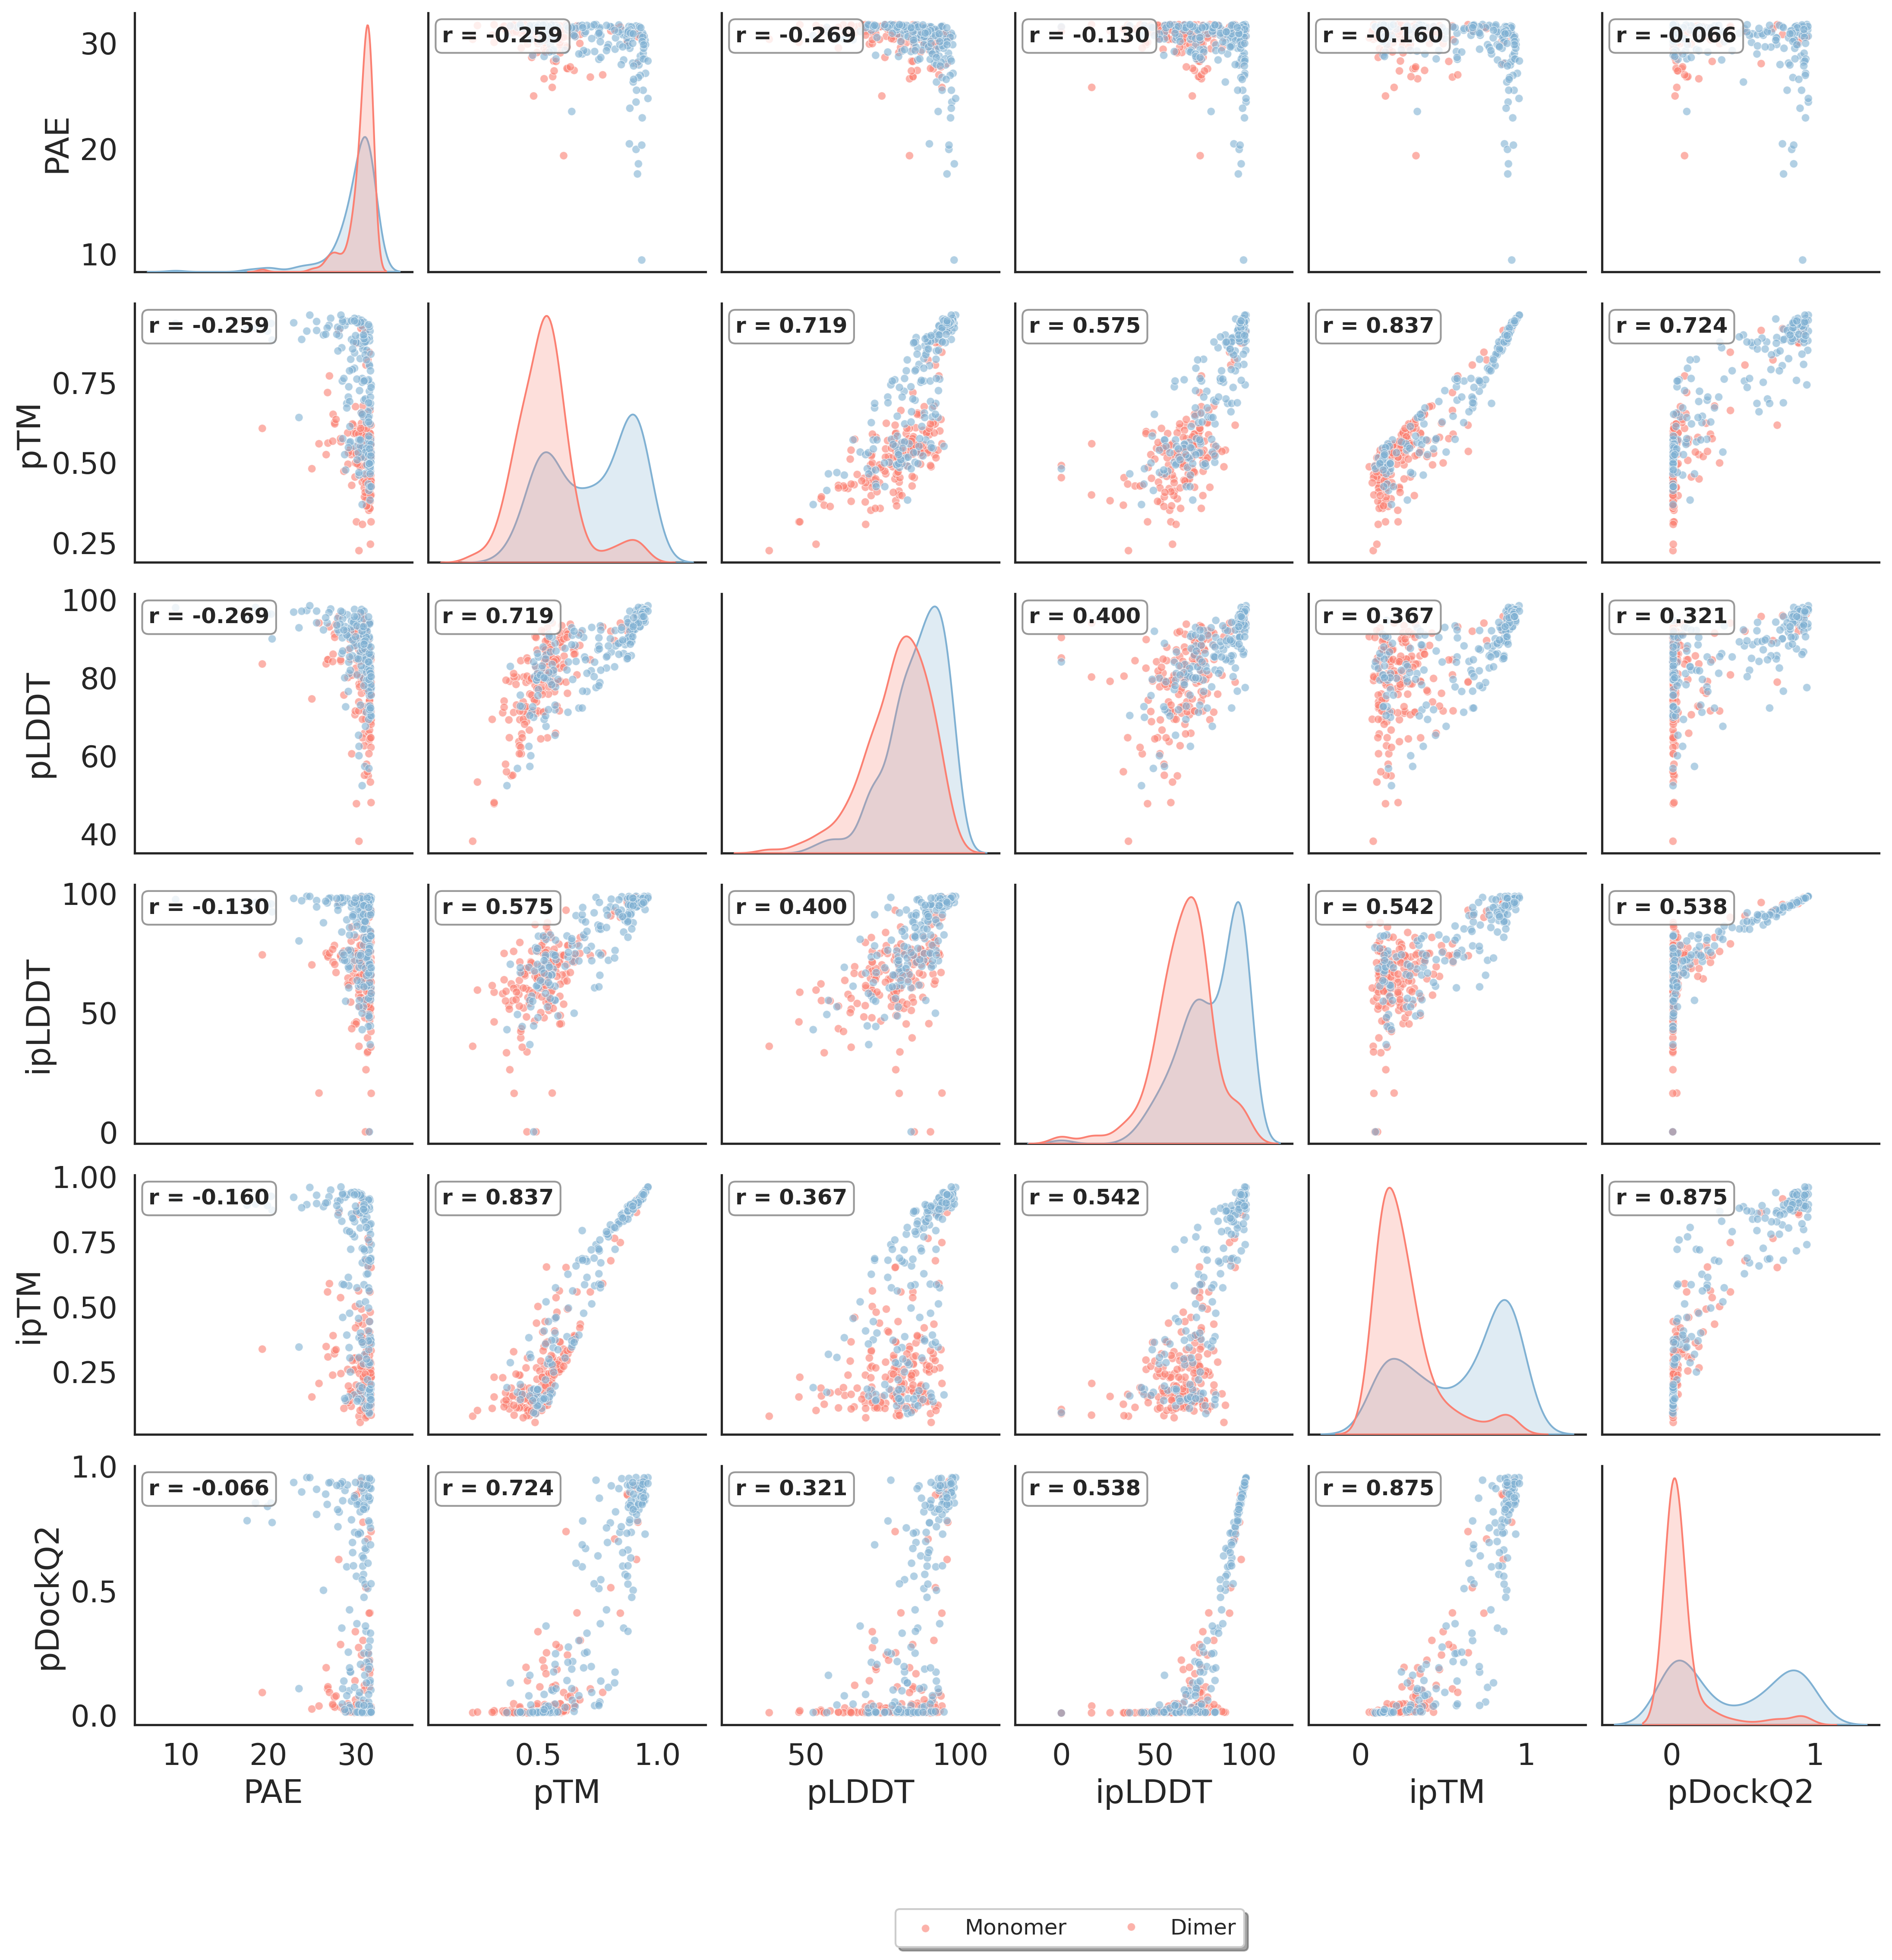 30 r = -0.259 r = -0.269 r = -0.130 r = -0.160 r = -0.066
PAE
20
10
r = -0.259 r = 0.719 r = 0.575 r = 0.837 r = 0.724
0.75
pTM
0.50
0.25
100
r = -0.269 r = 0.719 r = 0.400 r = 0.367 r = 0.321
80
pLDDT
60
40
100
r = -0.130 r = 0.575 r = 0.400 r = 0.542 r = 0.538
ipLDDT
50
0
1.00
r = -0.160 r = 0.837 r = 0.367 r = 0.542 r = 0.875
0.75
ipTM
0.50
0.25
1.0
r = -0.066 r = 0.724 r = 0.321 r = 0.538 r = 0.875
pDockQ2
0.5
0.0
10 20 30 0.5 1.0 50 100 0 50 100 0 1 0 1
PAE pTM pLDDT ipLDDT ipTM pDockQ2
Monomer Dimer